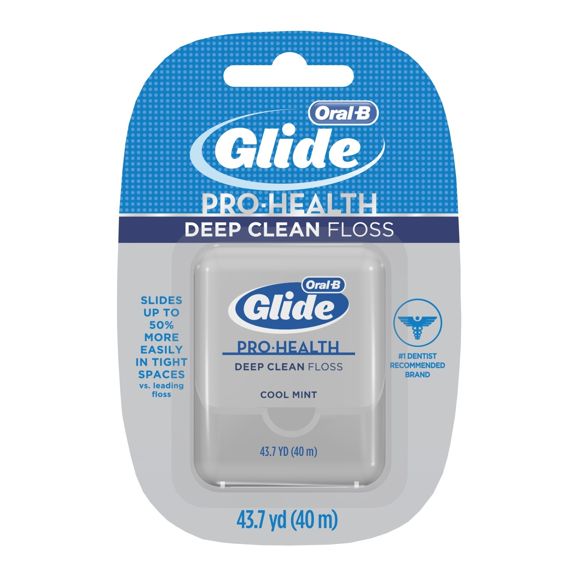 Oral-B
Glide
PRO-HEALTH
DEEP CLEAN FLOSS
Oral-B
Glide
PRO-HEALTH
DEEP CLEAN FLOSS
COOL MINT
43.7 YD (40 m)
SLIDES
UP TO
50%
MORE
EASILY
IN TIGHT
SPACES
vs. leading
floss
#1 DENTIST
RECOMMENDED
BRAND
43.7 yd (40 m)